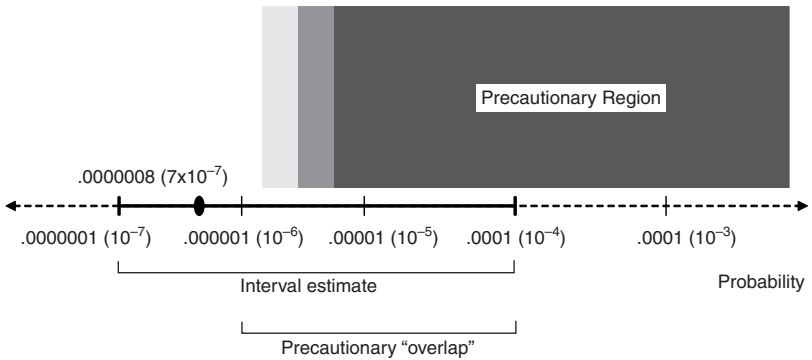 Precautionary Region
.0000008 (7x10⁻⁷)
.0000001 (10⁻⁷)
.000001 (10⁻⁶)
.00001 (10⁻⁵)
.0001 (10⁻⁴)
.0001 (10⁻³)
Interval estimate
Probability
Precautionary “overlap”